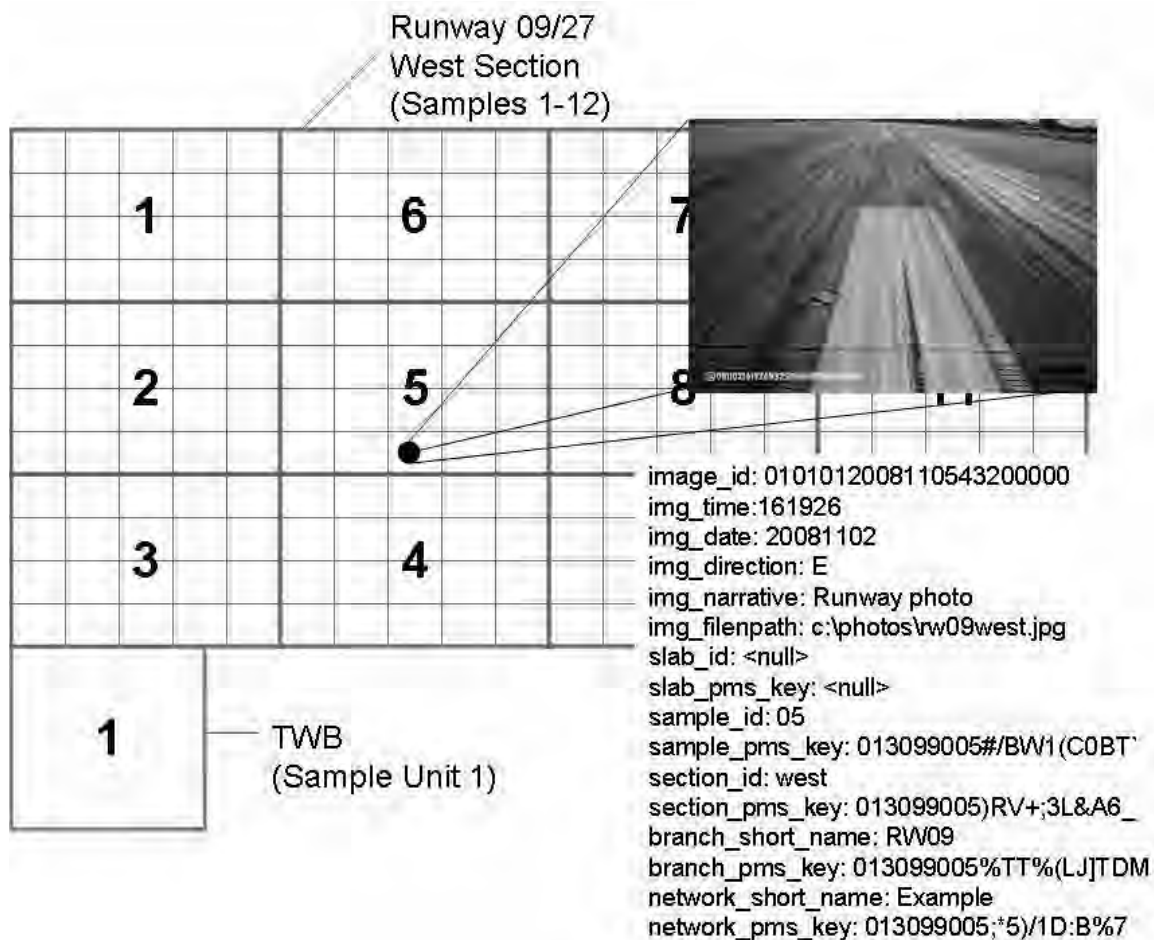 Runway 09/27
West Section
(Samples 1-12)
1
6
7
2
5
8
3
4
1
TWB
(Sample Unit 1)
image_id: 0101012008110543200000
img_time:161926
img_date: 20081102
img_direction: E
img_narrative: Runway photo
img_filenpath: c:\photos\rw09west.jpg
slab_id: <null>
slab_pms_key: <null>
sample_id: 05
sample_pms_key: 013099005#/BW1(C0BT`
section_id: west
section_pms_key: 013099005)RV+;3L&A6_
branch_short_name: RW09
branch_pms_key: 013099005%TT%(LJ]TDM
network_short_name: Example
network_pms_key: 013099005;*5)/1D:B%7